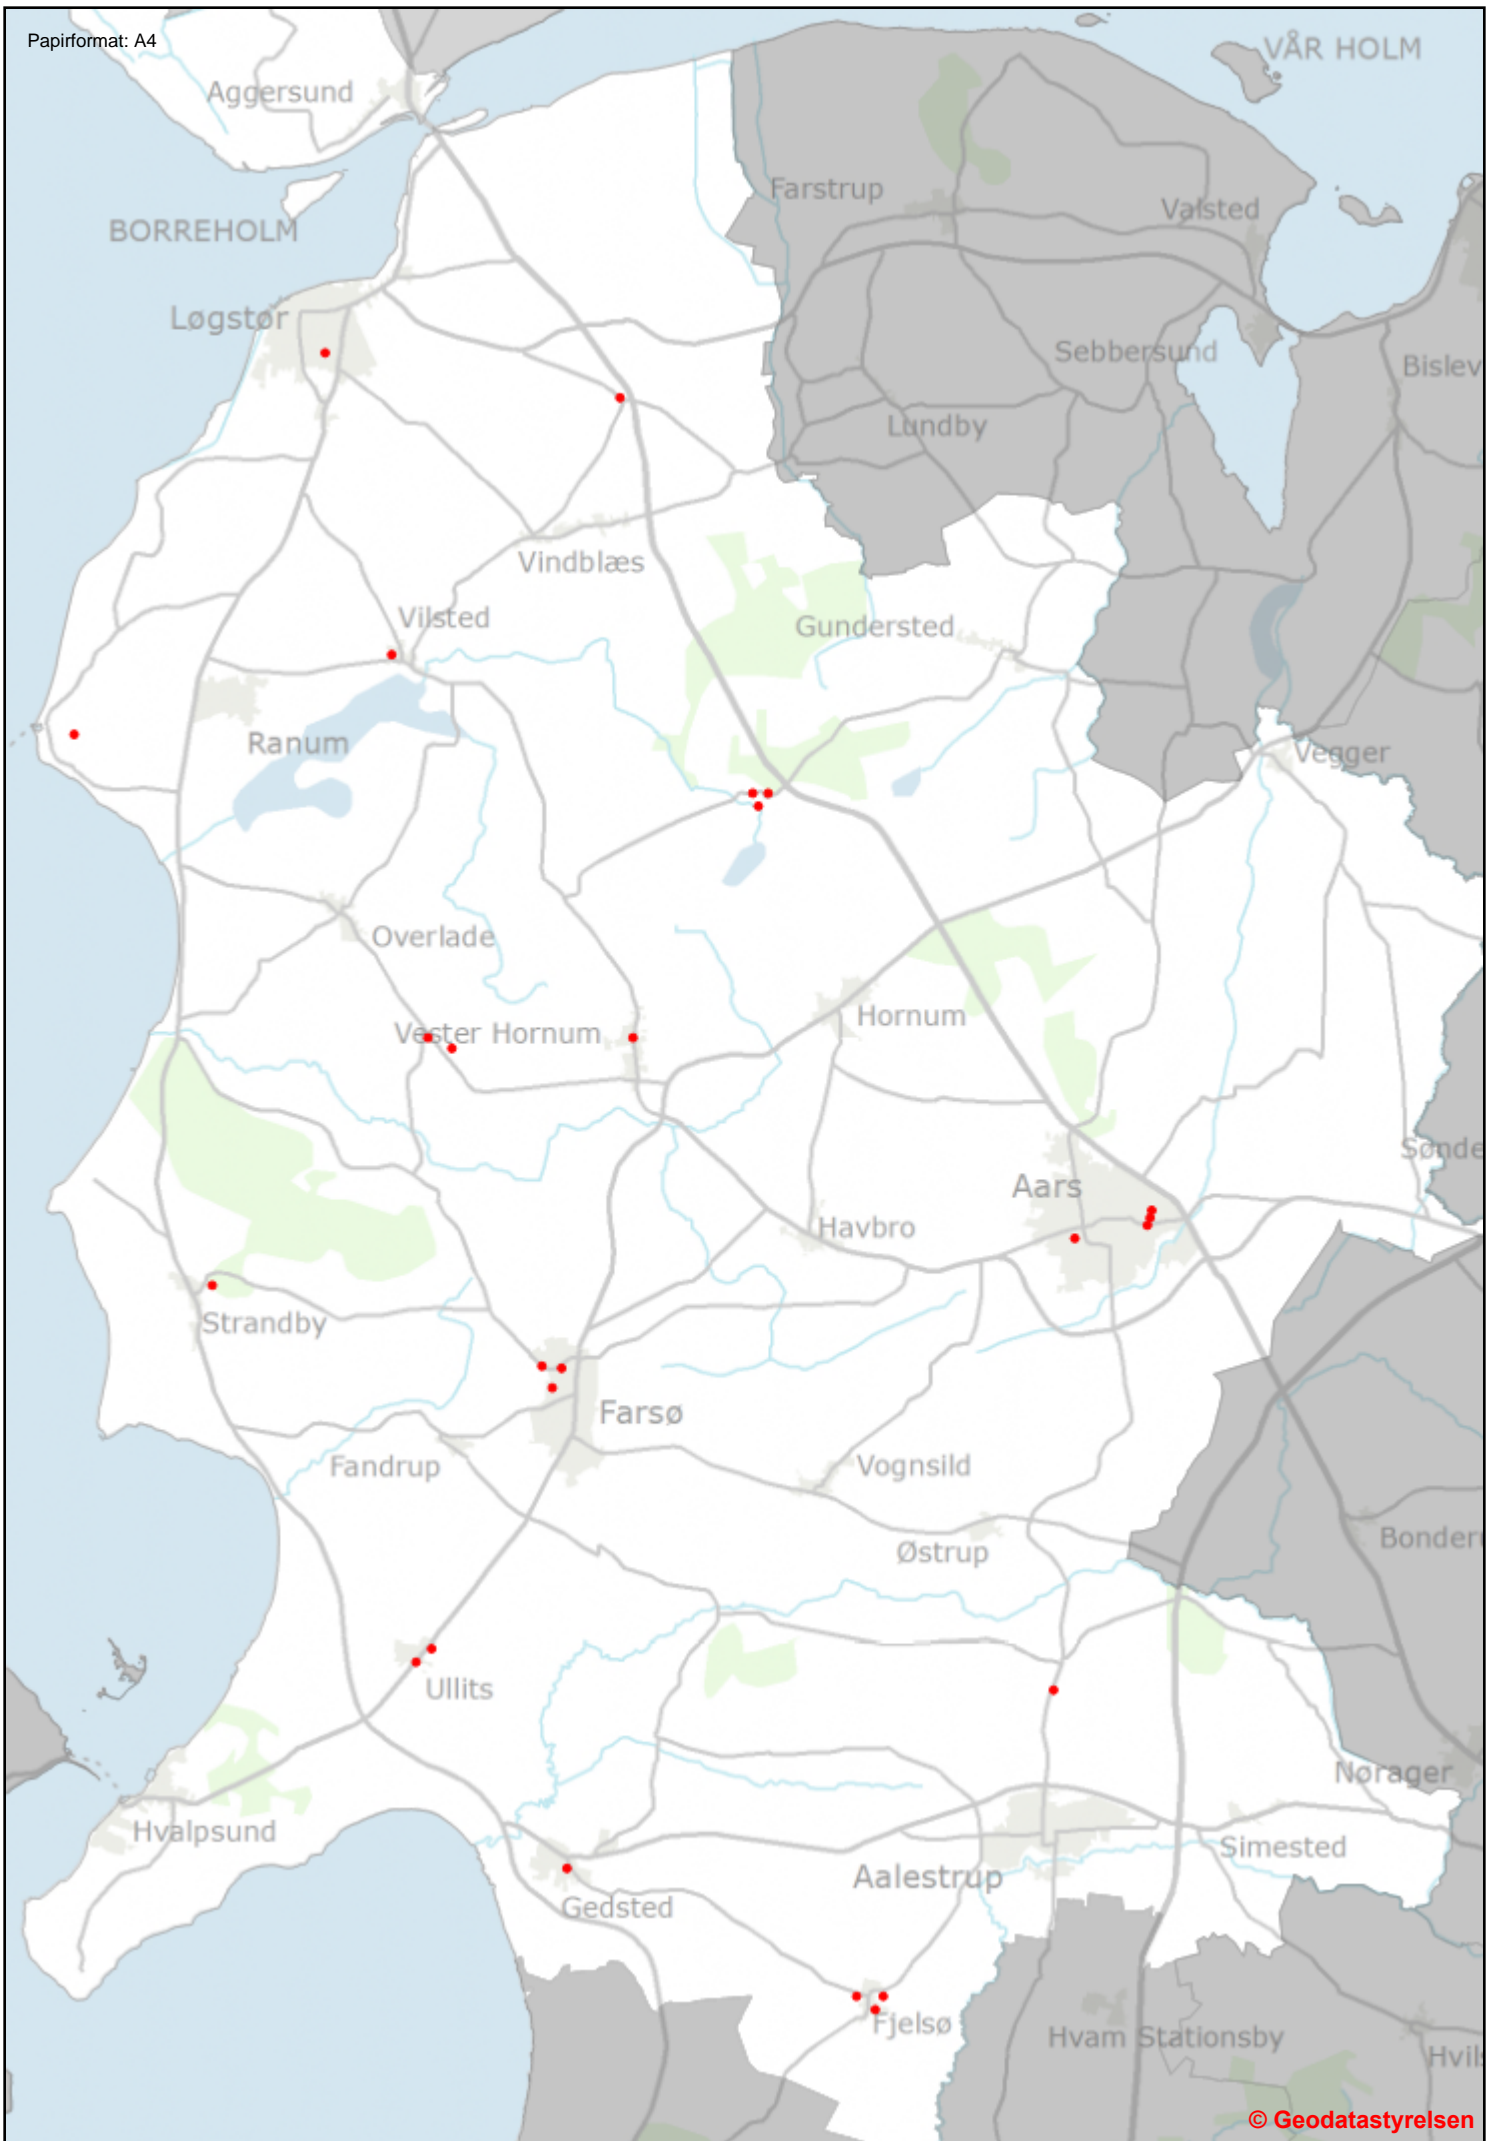 Papirformat: A4
VÅR HOLM
Aggersund
Farstrup
Valsted
BORREHOLM
Løgstør
Sebbersund
Bislev
Lundby
Vindblæs
Vilsted
Gundersted
Ranum
Vegger
Overlade
Hornum
Vester Hornum
Sønde
Aars
Havbro
Strandby
Farsø
Fandrup
Vognsild
Østrup
Bonder
Ullits
Nørager
Hvalpsund
Simested
Aalestrup
Gedsted
Fjelsø
Hvam Stationsby
Hvils
© Geodatastyrelsen